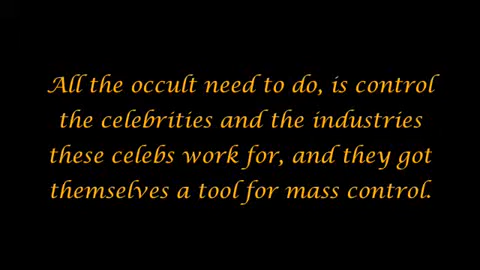 All the occult need to do, is control
the celebrities and the industries
these celebs work for, and they got
themselves a tool for mass control.